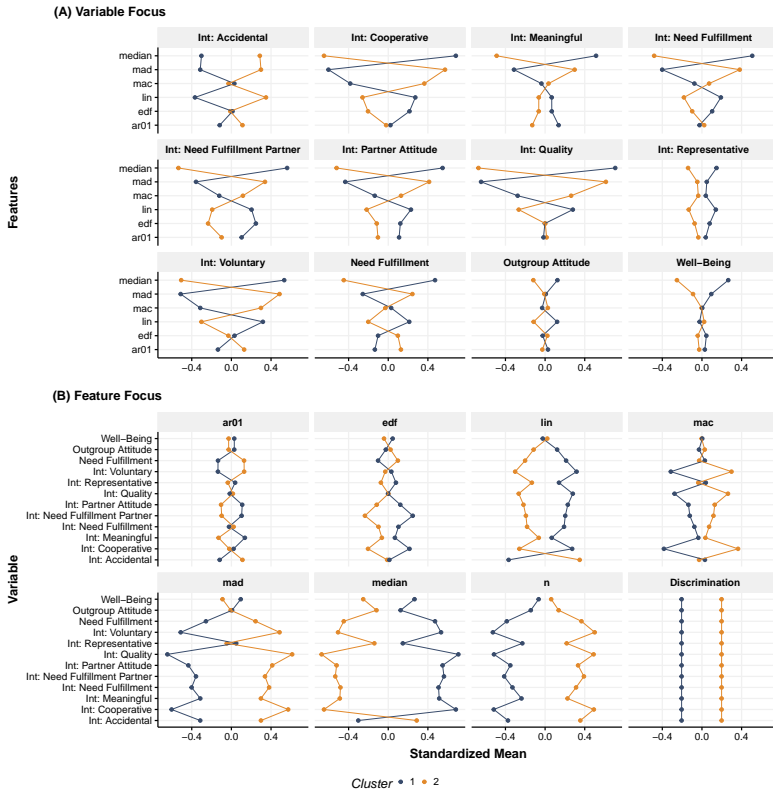 (A) Variable Focus
Int: Accidental
Int: Cooperative
Int: Meaningful
Int: Need Fulfillment
median
mad
mac
lin
edf
ar01
Int: Need Fulfillment Partner
Int: Partner Attitude
Int: Quality
Int: Representative
median
mad
mac
lin
edf
ar01
Int: Voluntary
Need Fulfillment
Outgroup Attitude
Well−Being
median
mad
mac
lin
edf
ar01
−0.4 0.0 0.4 −0.4 0.0 0.4 −0.4 0.0 0.4 −0.4 0.0 0.4
Features
(B) Feature Focus
ar01
edf
lin
mac
Well−Being
Outgroup Attitude
Need Fulfillment
Int: Voluntary
Int: Representative
Int: Quality
Int: Partner Attitude
Int: Need Fulfillment Partner
Int: Need Fulfillment
Int: Meaningful
Int: Cooperative
Int: Accidental
mad
median
n
Discrimination
Well−Being
Outgroup Attitude
Need Fulfillment
Int: Voluntary
Int: Representative
Int: Quality
Int: Partner Attitude
Int: Need Fulfillment Partner
Int: Need Fulfillment
Int: Meaningful
Int: Cooperative
Int: Accidental
−0.4 0.0 0.4 −0.4 0.0 0.4 −0.4 0.0 0.4 −0.4 0.0 0.4
Variable
Standardized Mean
Cluster 1 2